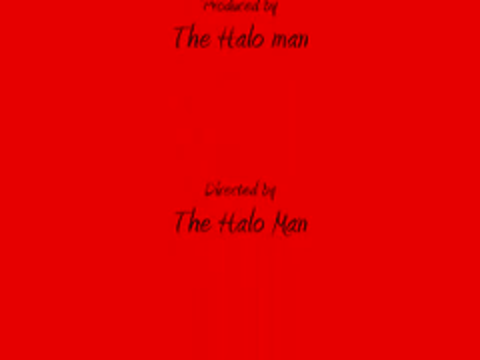 Produced by
The Halo man
Directed by
The Halo Man